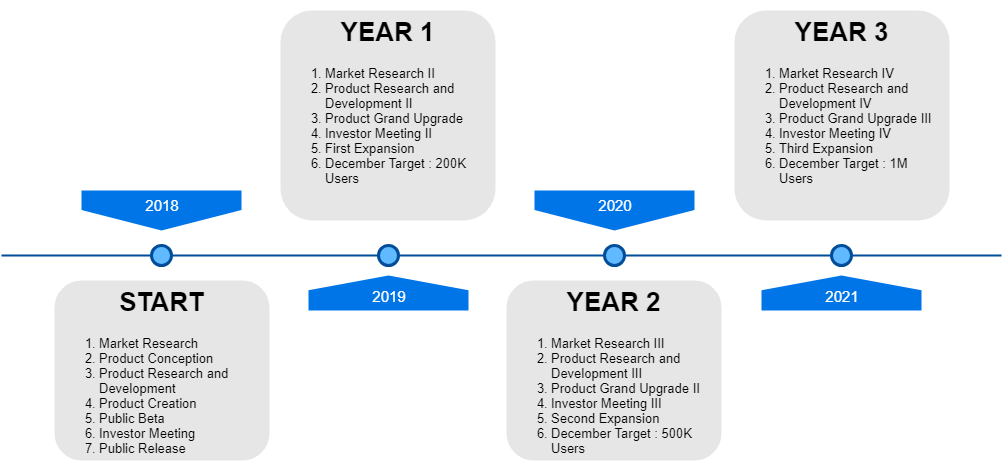 YEAR 1
1. Market Research II
2. Product Research and
Development II
3. Product Grand Upgrade
4. Investor Meeting II
5. First Expansion
6. December Target : 200K
Users
YEAR 3
1. Market Research IV
2. Product Research and
Development IV
3. Product Grand Upgrade III
4. Investor Meeting IV
5. Third Expansion
6. December Target : 1M
Users
2018
2020
2019
2021
START
1. Market Research
2. Product Conception
3. Product Research and
Development
4. Product Creation
5. Public Beta
6. Investor Meeting
7. Public Release
YEAR 2
1. Market Research III
2. Product Research and
Development III
3. Product Grand Upgrade II
4. Investor Meeting III
5. Second Expansion
6. December Target : 500K
Users